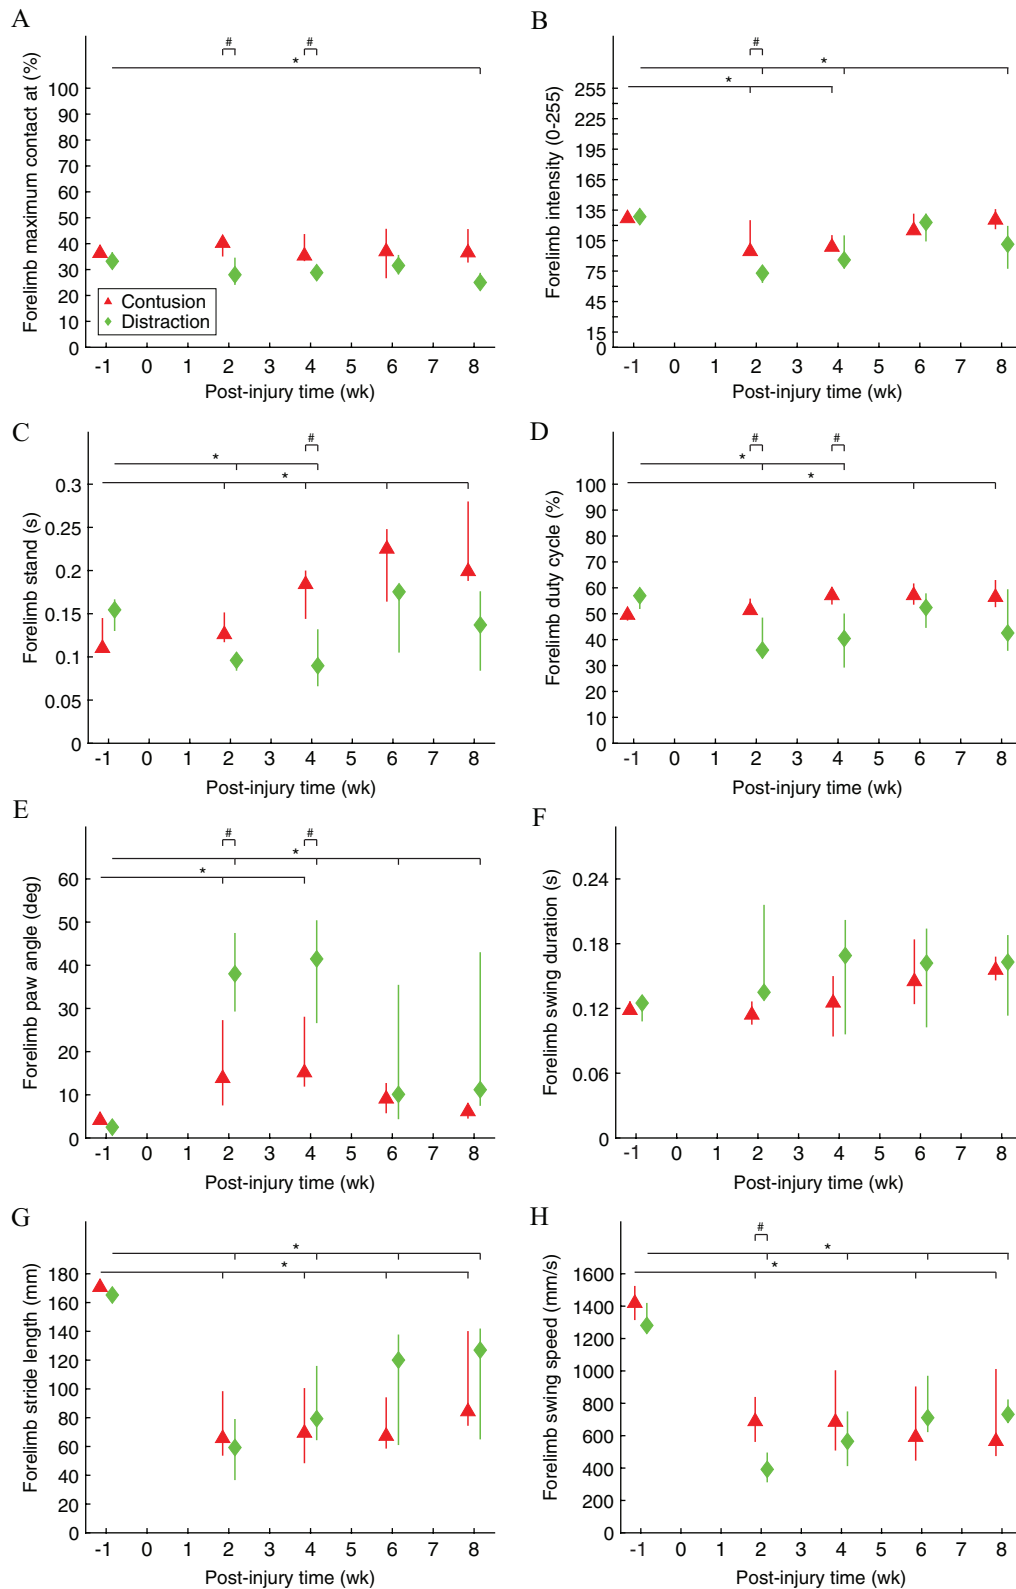 A
# #
*
Forelimb maximum contact at (%)
100
90
80
70
60
50
40
30
20
10
0
Contusion
Distraction
-1 0 1 2 3 4 5 6 7 8
Post-injury time (wk)
B
#
* *
*
Forelimb intensity (0-255)
255
225
195
165
135
105
75
45
15
0
-1 0 1 2 3 4 5 6 7 8
Post-injury time (wk)
C
#
*
*
Forelimb stand (s)
0.3
0.25
0.2
0.15
0.1
0.05
0
-1 0 1 2 3 4 5 6 7 8
Post-injury time (wk)
D
# #
*
*
Forelimb duty cycle (%)
100
90
80
70
60
50
40
30
20
10
0
-1 0 1 2 3 4 5 6 7 8
Post-injury time (wk)
E
# #
*
*
Forelimb paw angle (deg)
60
50
40
30
20
10
0
-1 0 1 2 3 4 5 6 7 8
Post-injury time (wk)
F
Forelimb swing duration (s)
0.24
0.18
0.12
0.06
0
-1 0 1 2 3 4 5 6 7 8
Post-injury time (wk)
G
*
*
Forelimb stride length (mm)
180
160
140
120
100
80
60
40
20
0
-1 0 1 2 3 4 5 6 7 8
Post-injury time (wk)
H
#
*
*
Forelimb swing speed (mm/s)
1600
1400
1200
1000
800
600
400
200
0
-1 0 1 2 3 4 5 6 7 8
Post-injury time (wk)